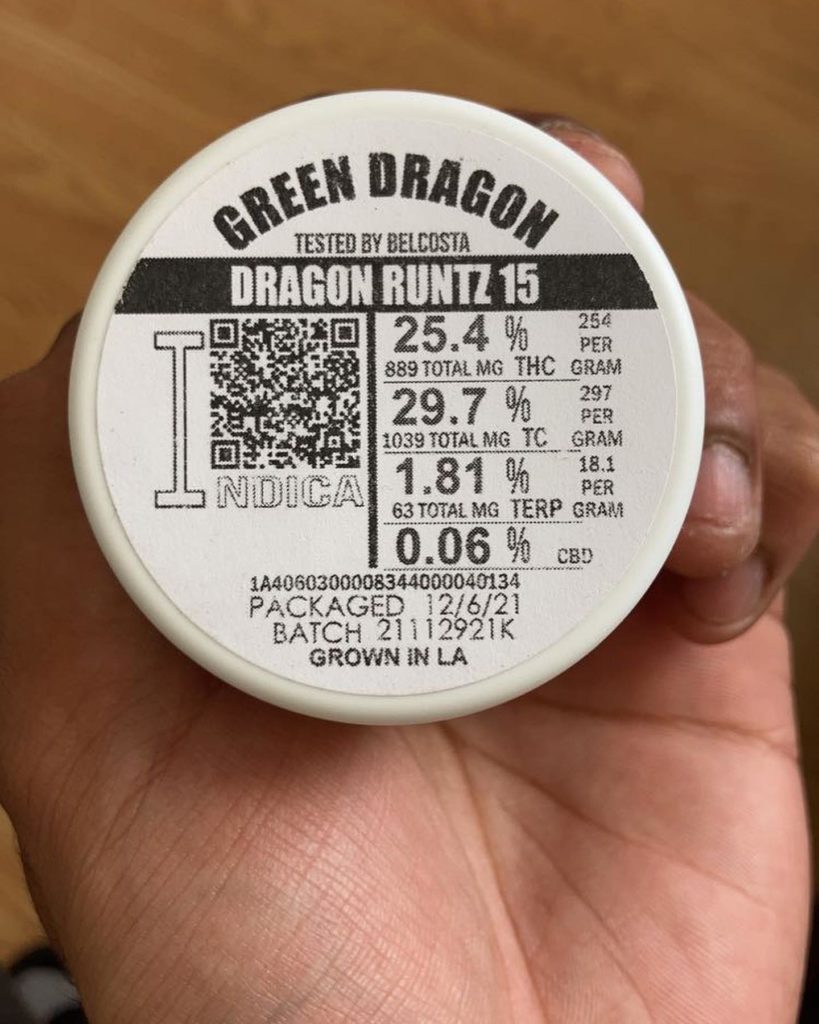 GREEN DRAGON
TESTED BY BELCOSTA
DRAGON RUNTZ 15
INDICA
25.4 % 254 PER GRAM
889 TOTAL MG THC
29.7 % 297 PER GRAM
1039 TOTAL MG TC
1.81 % 18.1 PER GRAM
63 TOTAL MG TERP
0.06 % CBD
1A4060300008344000040134
PACKAGED 12/6/21
BATCH 21112921K
GROWN IN LA